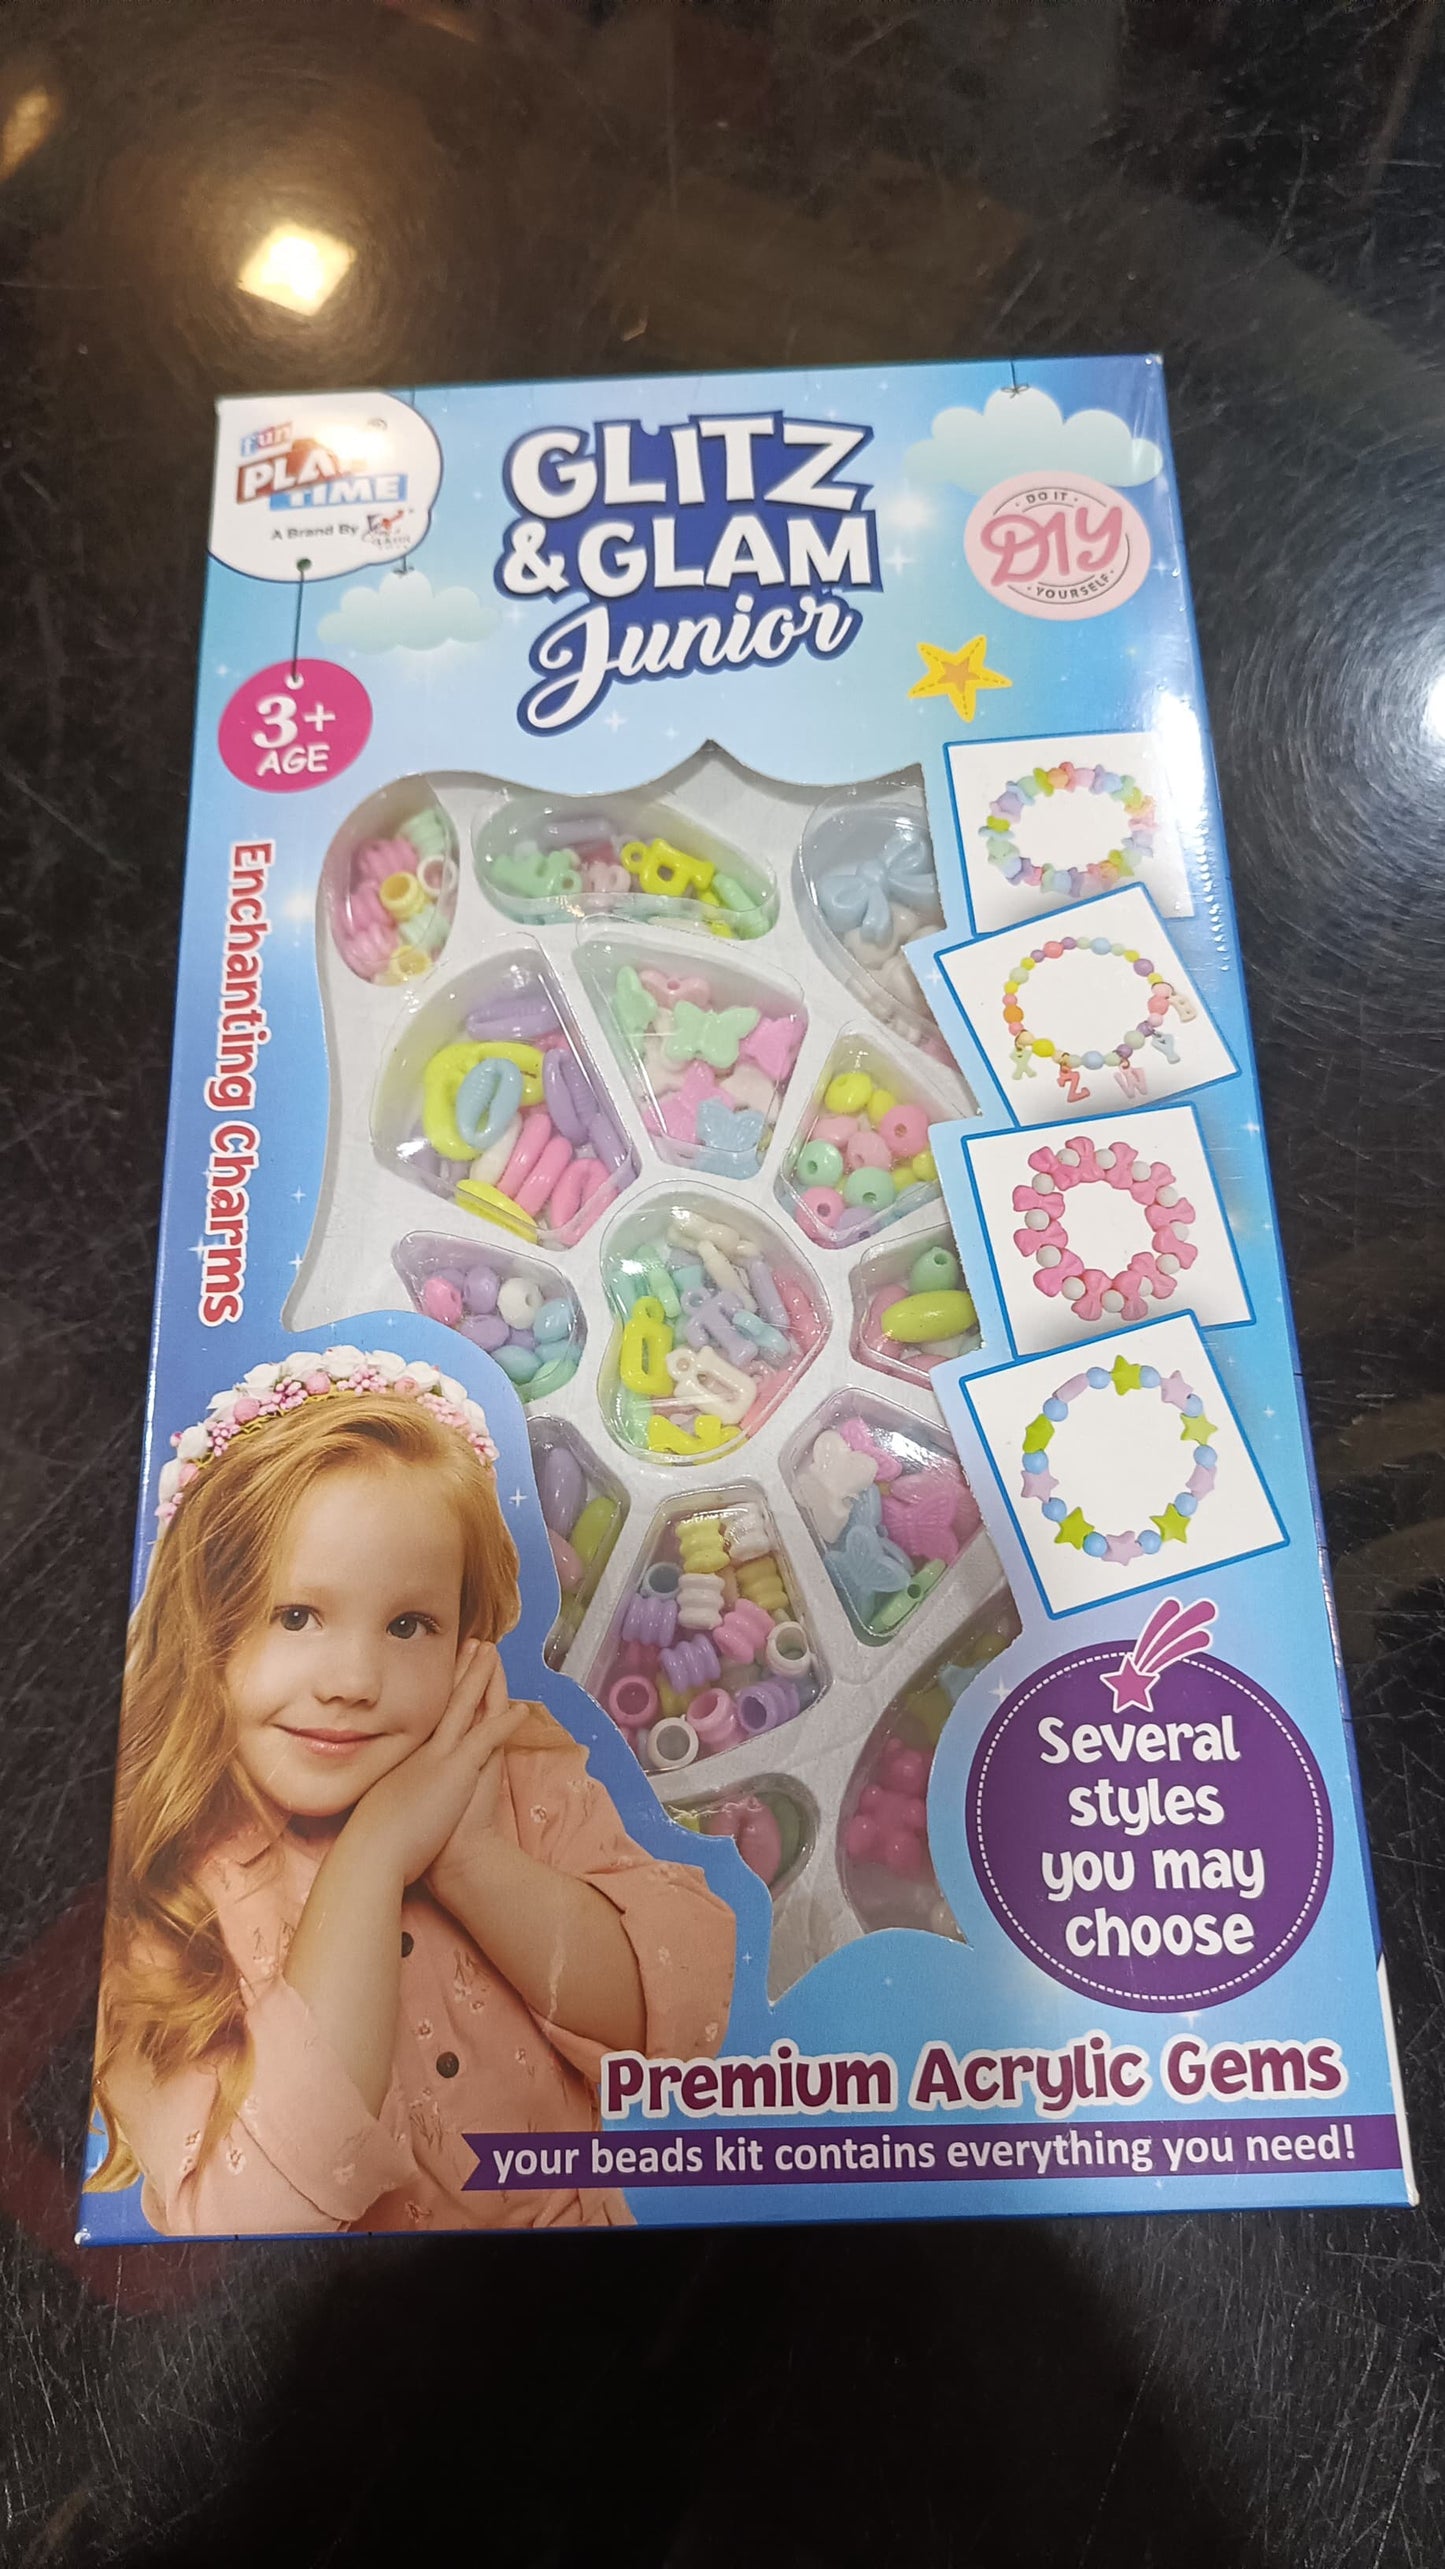 Fun
PLAY
TIME
A Brand By
GLITZ
& GLAM
Junior
DO IT
DIY
YOURSELF
3+
AGE
Enchanting Charms
X Z W Y B
Several
styles
you may
choose
Premium Acrylic Gems
your beads kit contains everything you need!